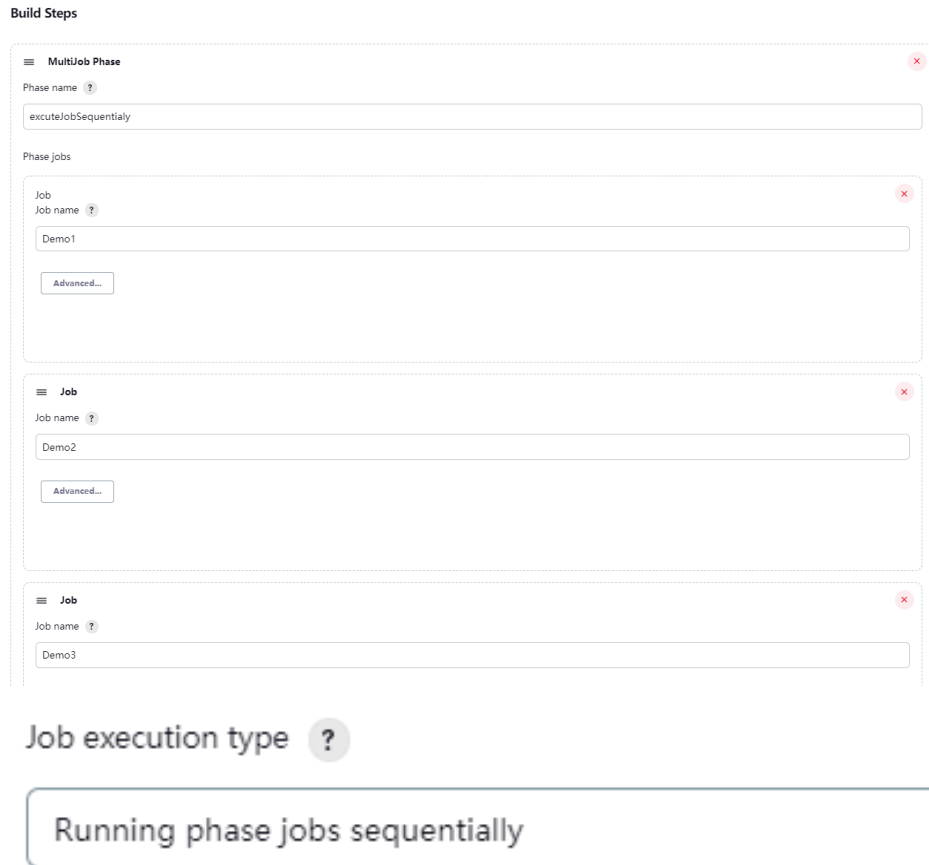 Build Steps
MultiJob Phase
Phase name ?
excuteJobSequentialy
Phase jobs
Job
Job name ?
Demo1
Advanced...
Job
Job name ?
Demo2
Advanced...
Job
Job name ?
Demo3
Job execution type ?
Running phase jobs sequentially